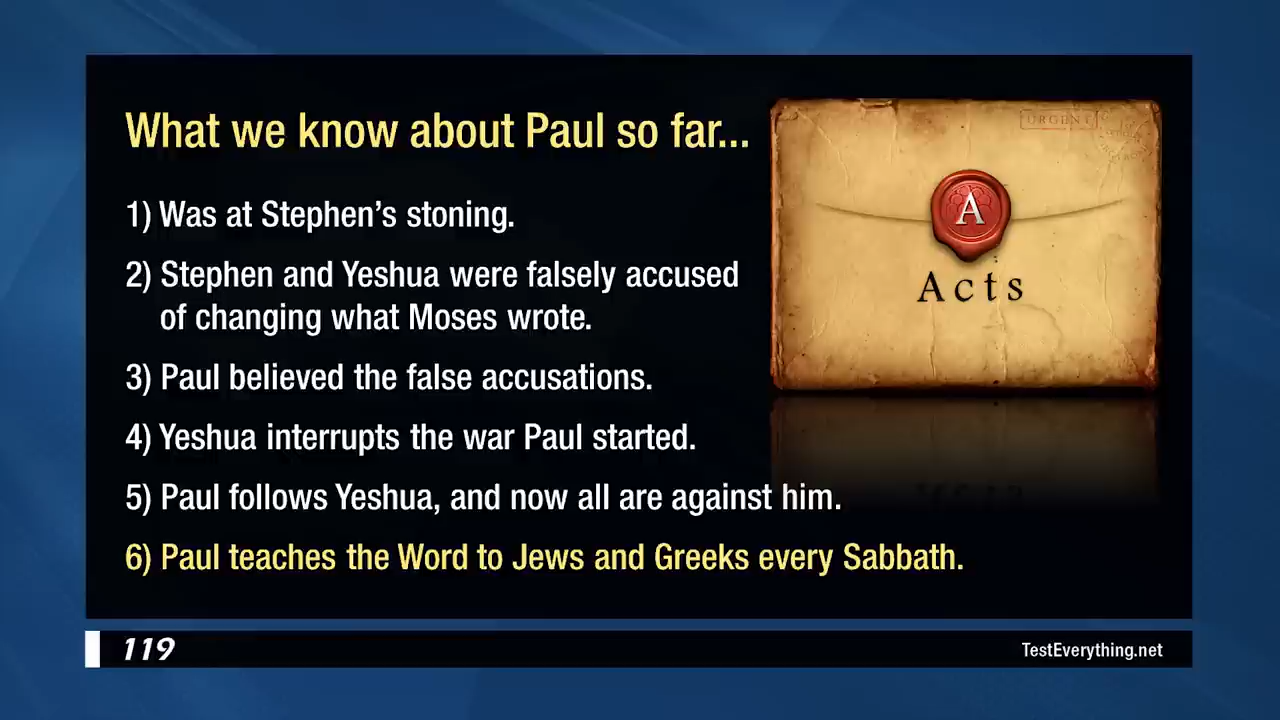 What we know about Paul so far...
1) Was at Stephen's stoning.
2) Stephen and Yeshua were falsely accused
of changing what Moses wrote.
3) Paul believed the false accusations.
4) Yeshua interrupts the war Paul started.
5) Paul follows Yeshua, and now all are against him.
6) Paul teaches the Word to Jews and Greeks every Sabbath.
URGENT
A
Acts
119
TestEverything.net